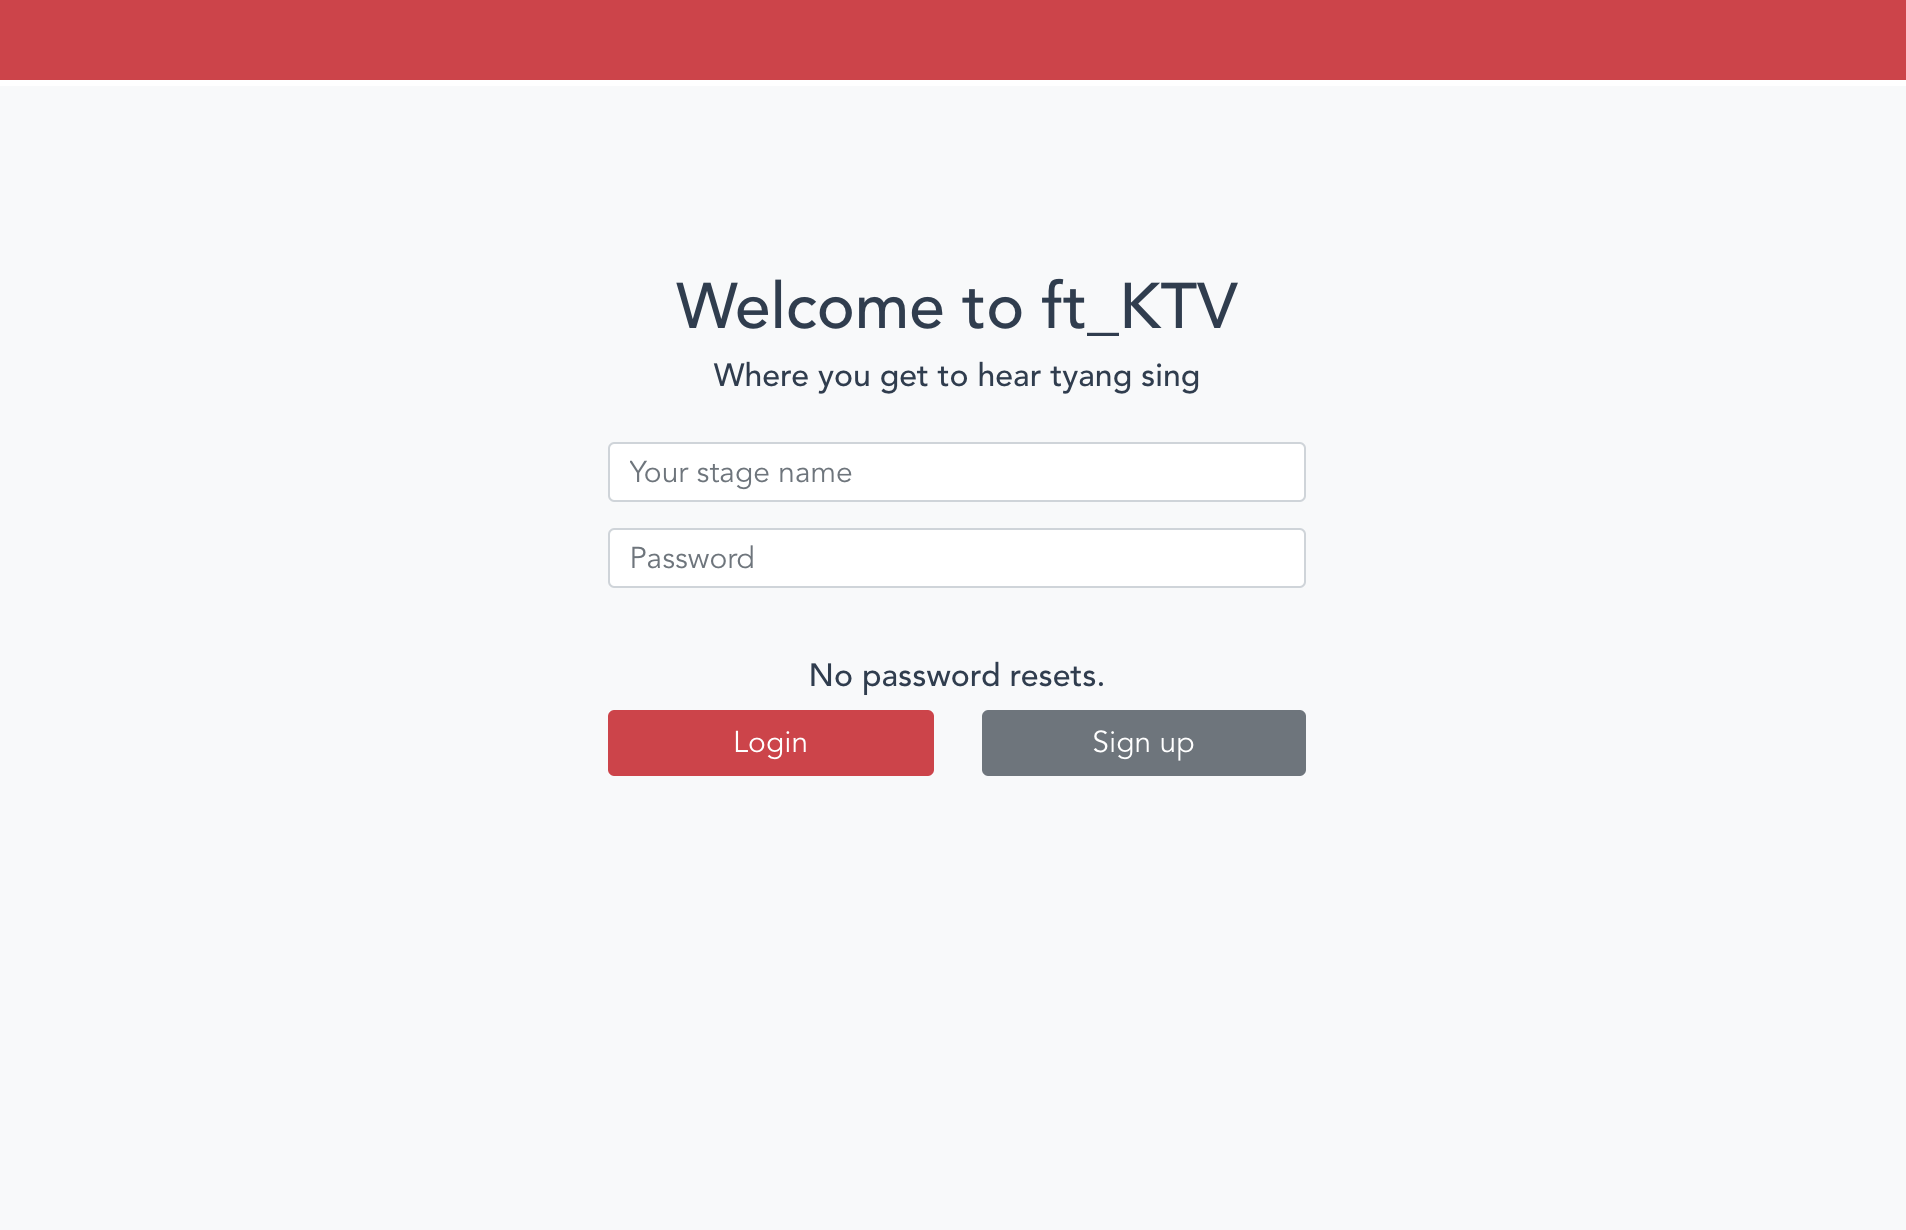 Welcome to ft_KTV
Where you get to hear tyang sing
Your stage name
Password
No password resets.
Login
Sign up